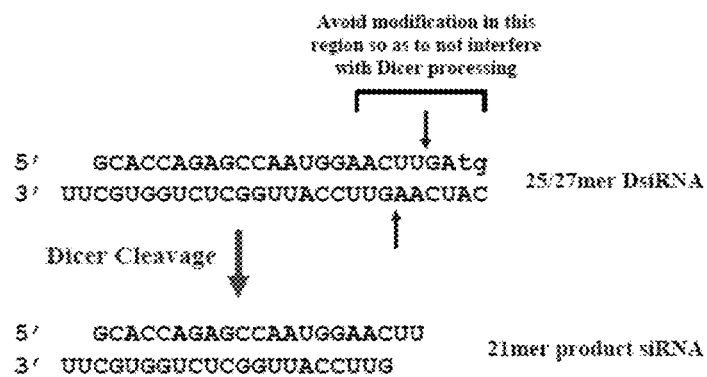 Avoid modification in this
region so as to not interfere
with Dicer processing
5′ GCACCAGAGCCAAUGGAACUUGAtg
3′ UUCGUGGUCUCGGUUACCUUGAACUAC
25/27mer DsiRNA
Dicer Cleavage
5′ GCACCAGAGCCAAUGGAACUU
3′ UUCGUGGUCUCGGUUACCUUG
21mer product siRNA